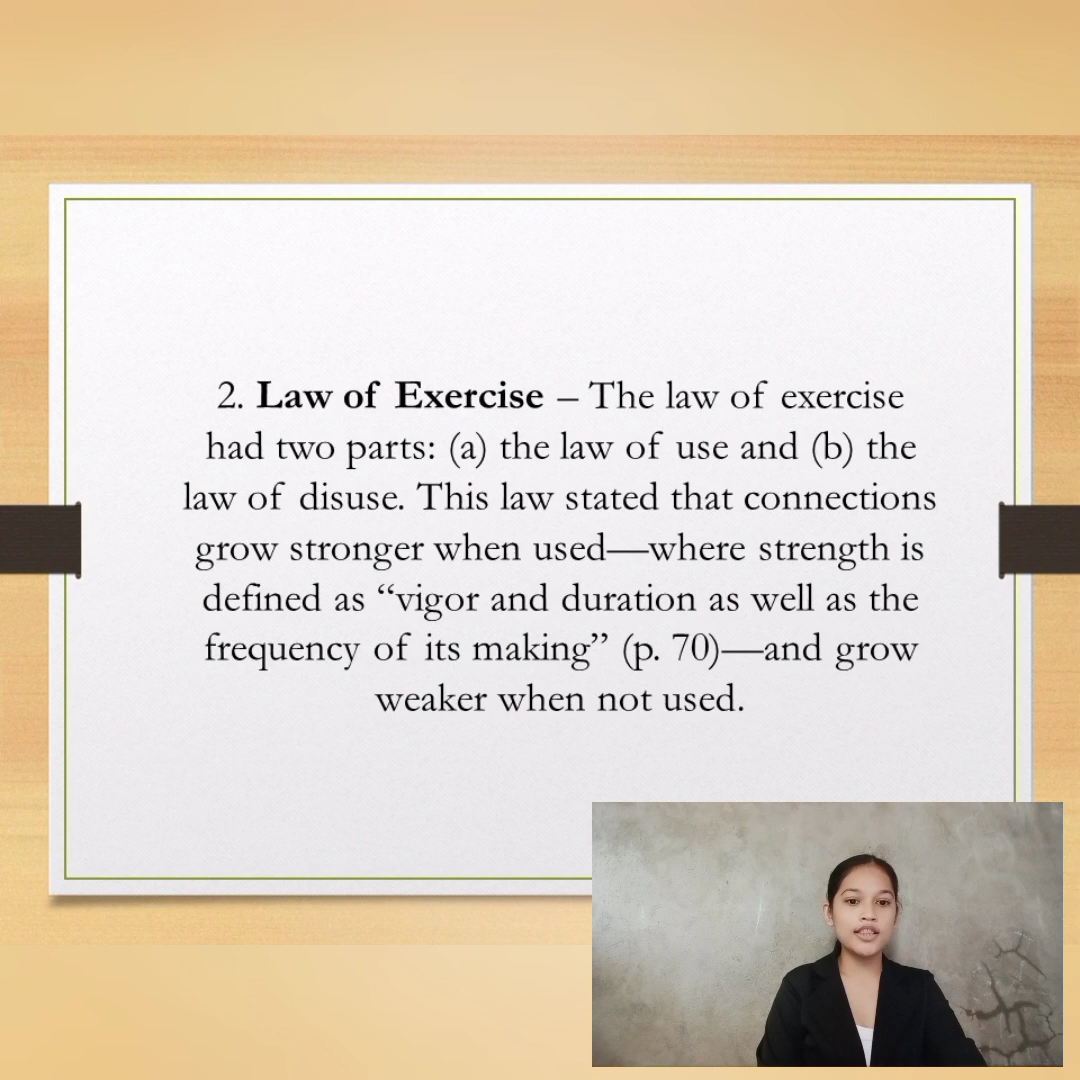 2. Law of Exercise – The law of exercise
had two parts: (a) the law of use and (b) the
law of disuse. This law stated that connections
grow stronger when used—where strength is
defined as “vigor and duration as well as the
frequency of its making” (p. 70)—and grow
weaker when not used.